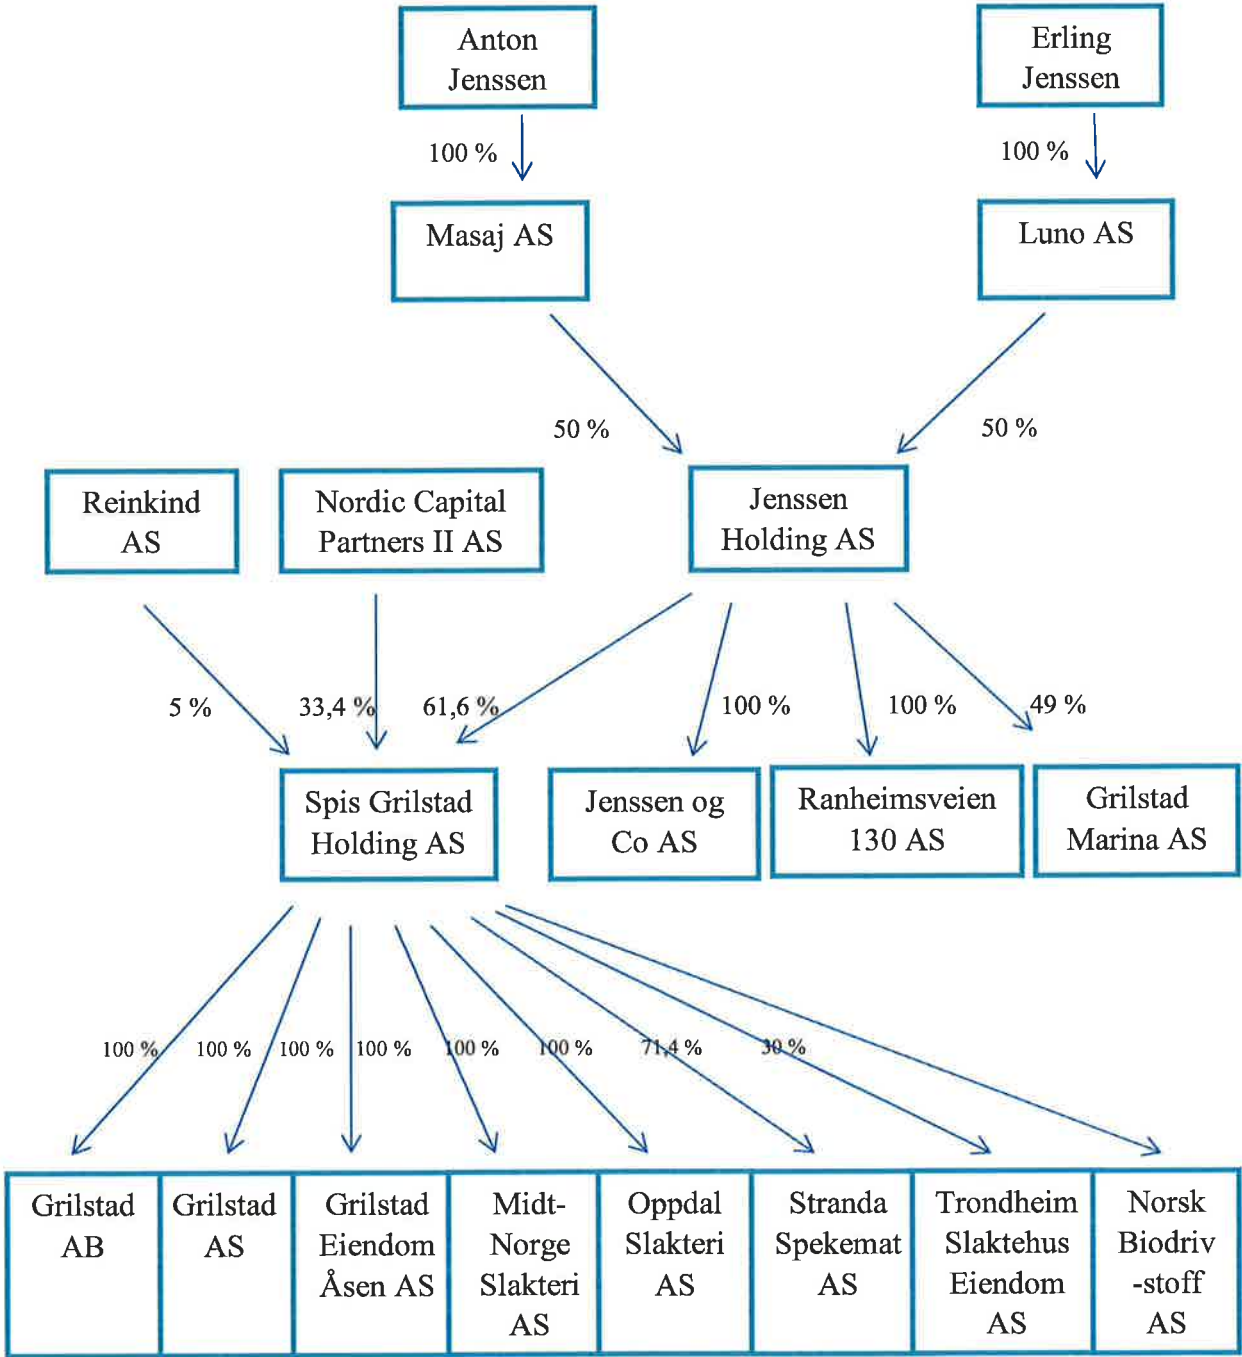 Anton
Jenssen
Erling
Jenssen
100 %
100 %
Masaj AS
Luno AS
50 %
50 %
Reinkind
AS
Nordic Capital
Partners II AS
Jenssen
Holding AS
5 %
33,4 %
61,6 %
100 %
100 %
49 %
Spis Grilstad
Holding AS
Jenssen og
Co AS
Ranheimsveien
130 AS
Grilstad
Marina AS
100 %
100 %
100 %
100 %
100 %
100 %
71,4 %
30 %
Grilstad
AB
Grilstad
AS
Grilstad
Eiendom
Åsen AS
Midt-
Norge
Slakteri
AS
Oppdal
Slakteri
AS
Stranda
Spekemat
AS
Trondheim
Slaktehus
Eiendom
AS
Norsk
Biodriv
-stoff
AS